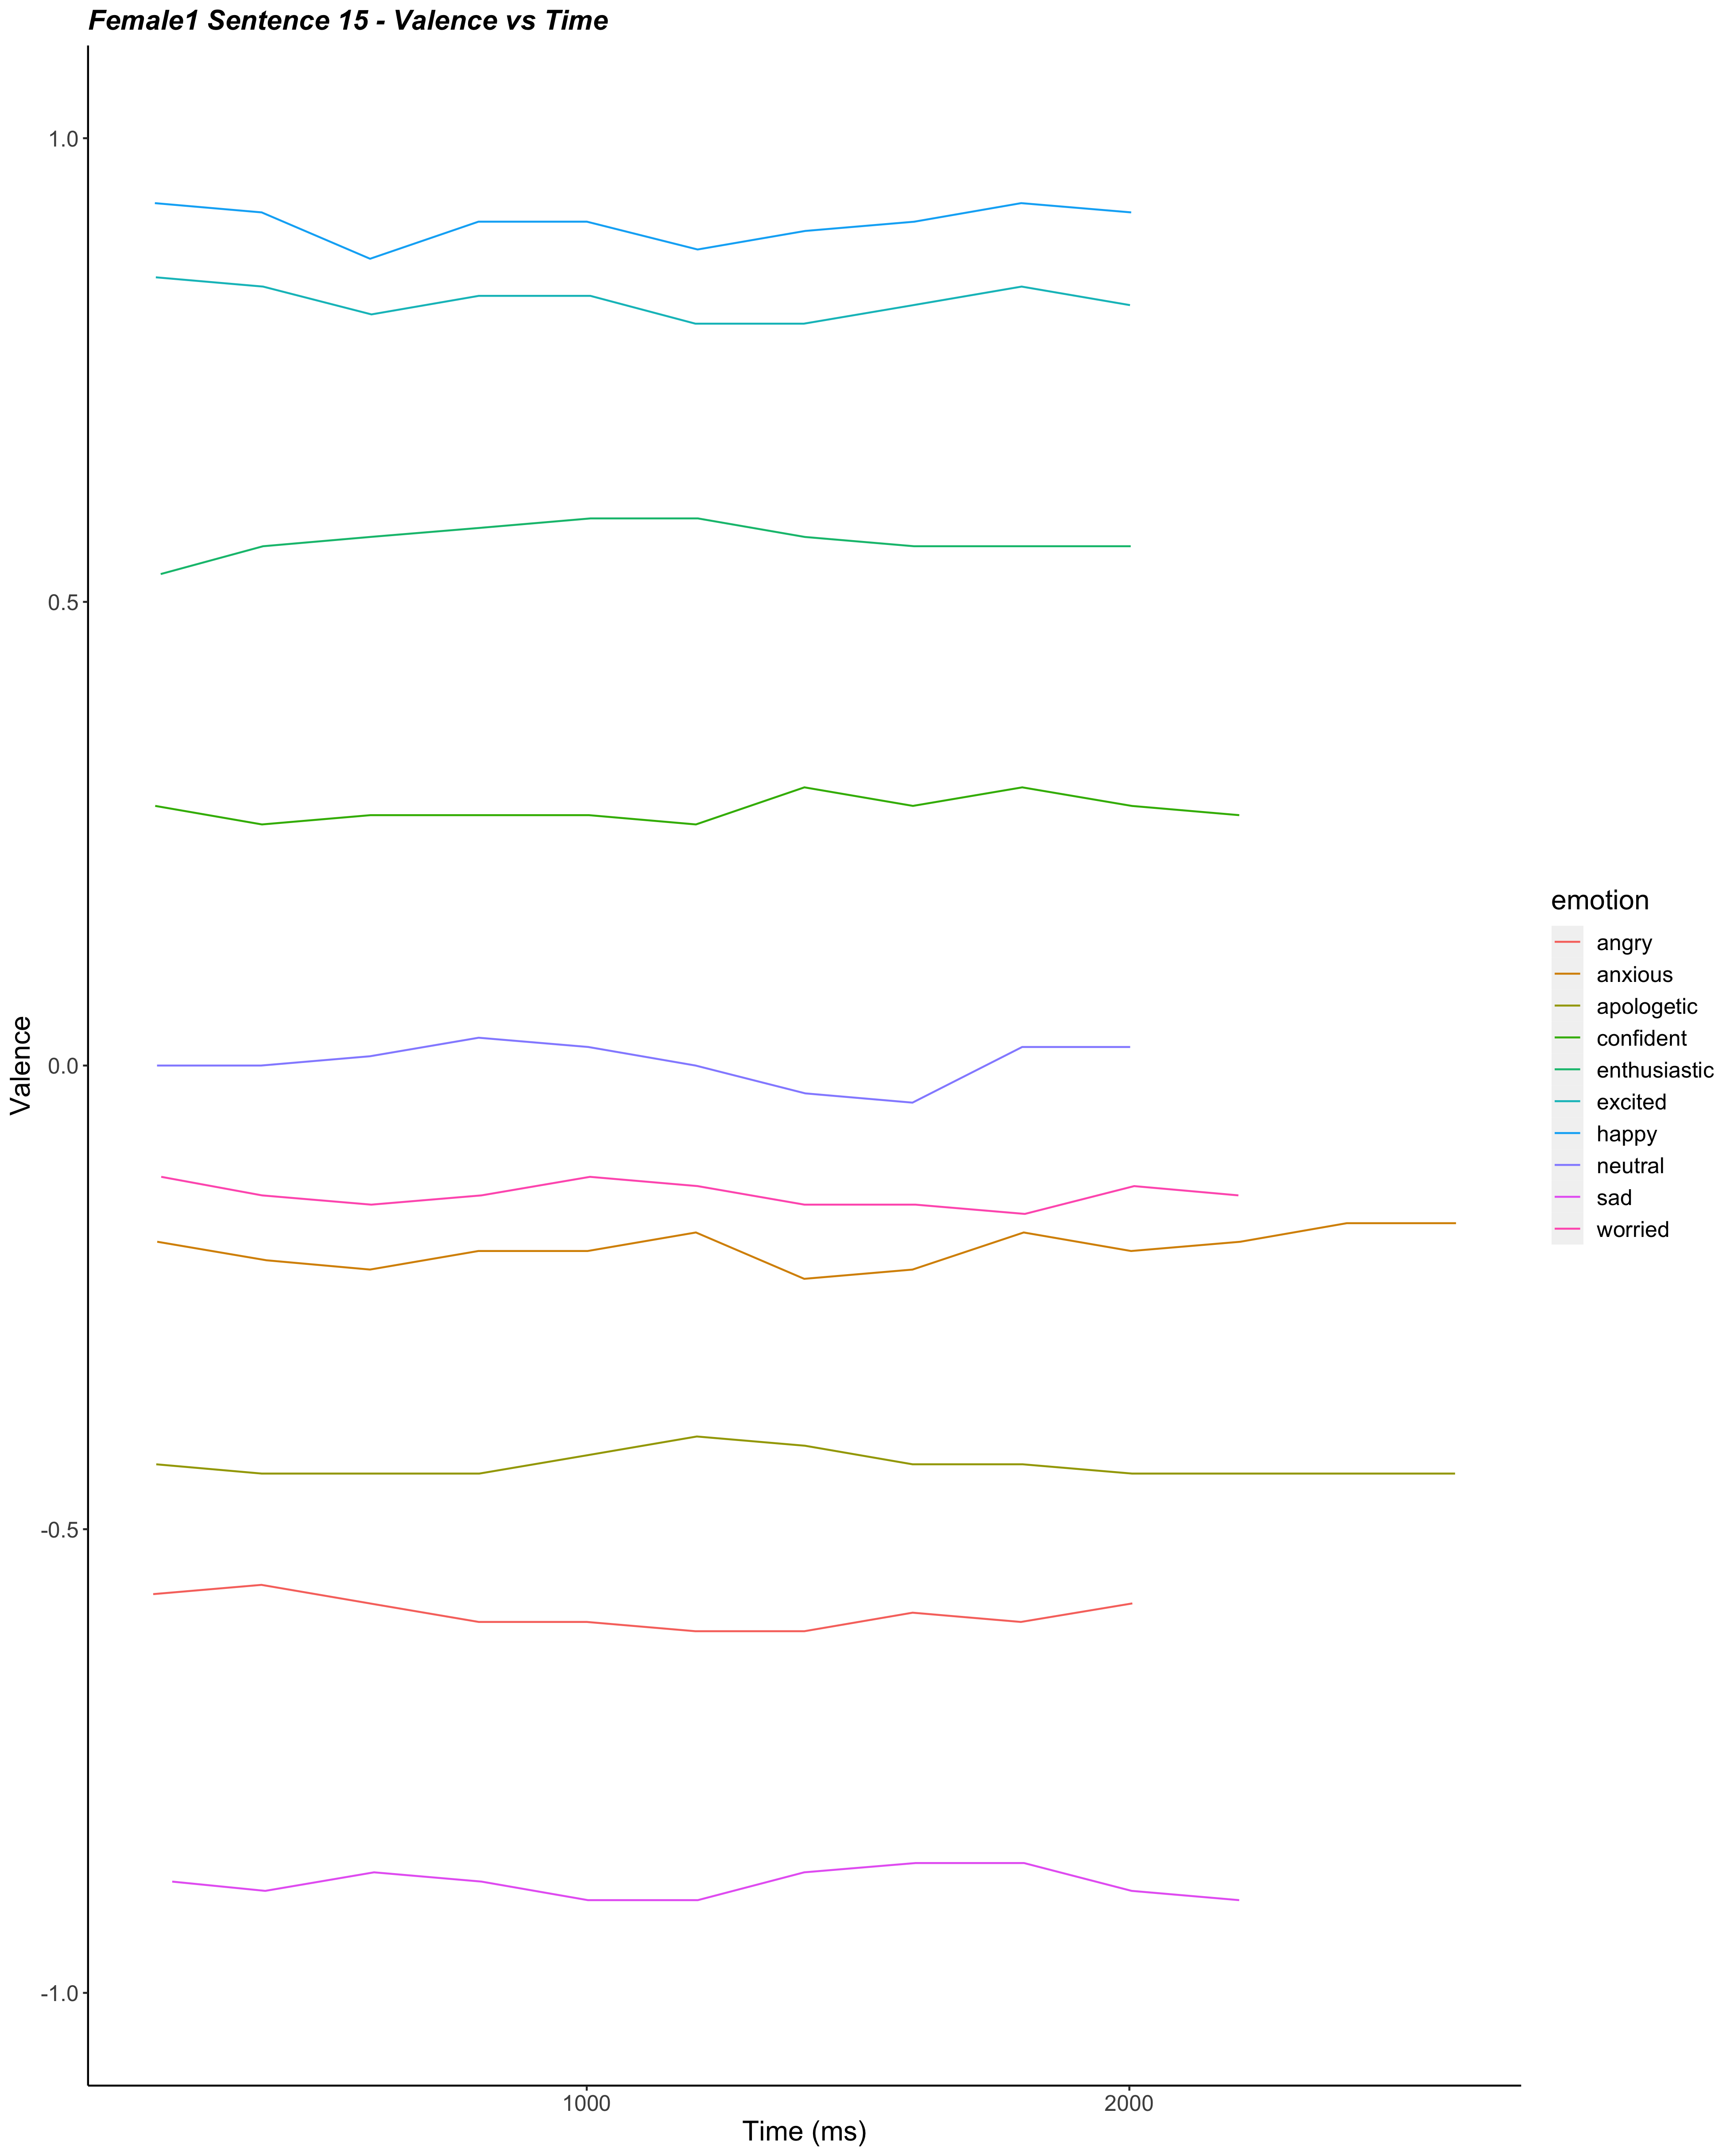 Female1 Sentence 15 - Valence vs Time
1.0
0.5
0.0
-0.5
-1.0
Valence
1000
2000
Time (ms)
emotion
angry
anxious
apologetic
confident
enthusiastic
excited
happy
neutral
sad
worried